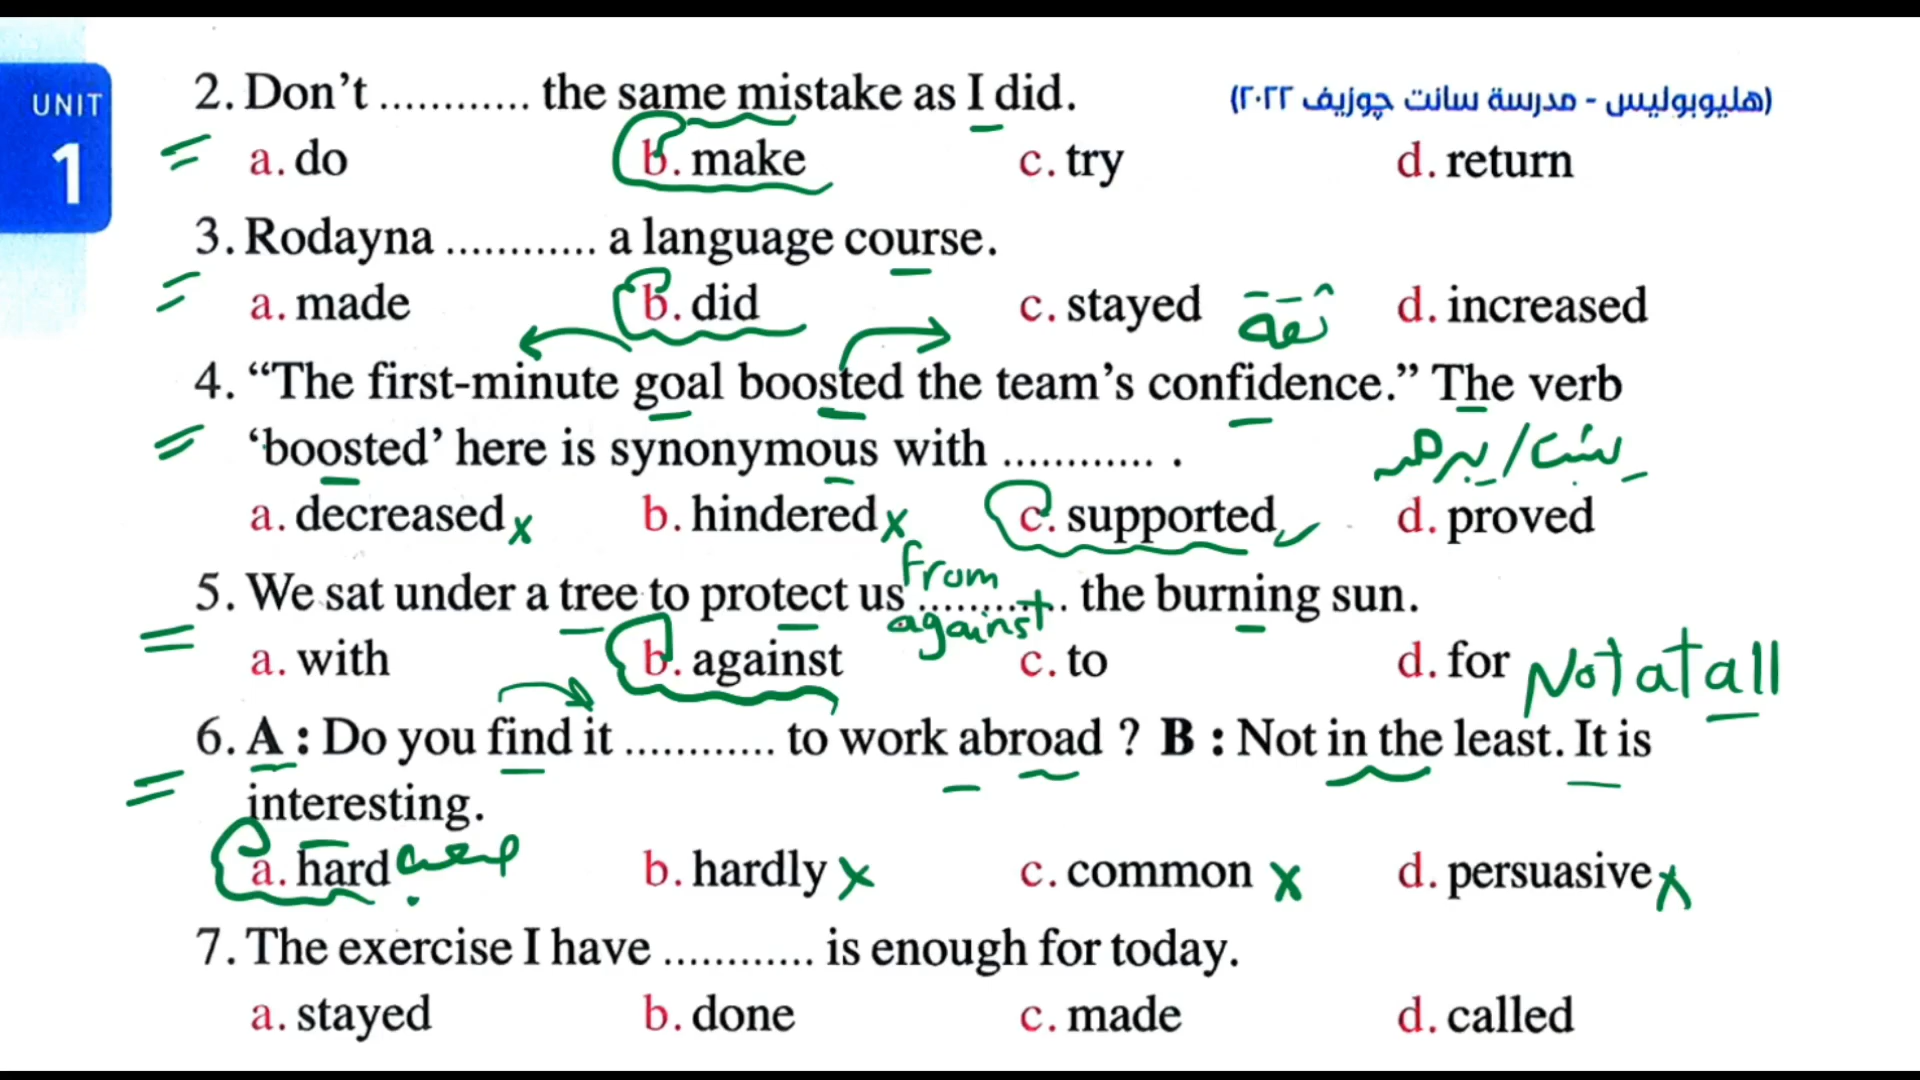 UNIT
1
2. Don't ............ the same mistake as I did. (هليوبوليس - مدرسة سانت چوزيف ٢٠٢٢)
a. do b. make c. try d. return
3. Rodayna ............ a language course.
a. made b. did c. stayed ثقة d. increased
4. “The first-minute goal boosted the team's confidence.” The verb
‘boosted’ here is synonymous with ............ . يثبت / يبرهن
a. decreased x b. hindered x c. supported d. proved
from
5. We sat under a tree to protect us ............ the burning sun.
against
a. with b. against c. to d. for Not at all
6. A : Do you find it ............ to work abroad ? B : Not in the least. It is
interesting.
a. hard صعب b. hardly x c. common x d. persuasive x
7. The exercise I have ............ is enough for today.
a. stayed b. done c. made d. called